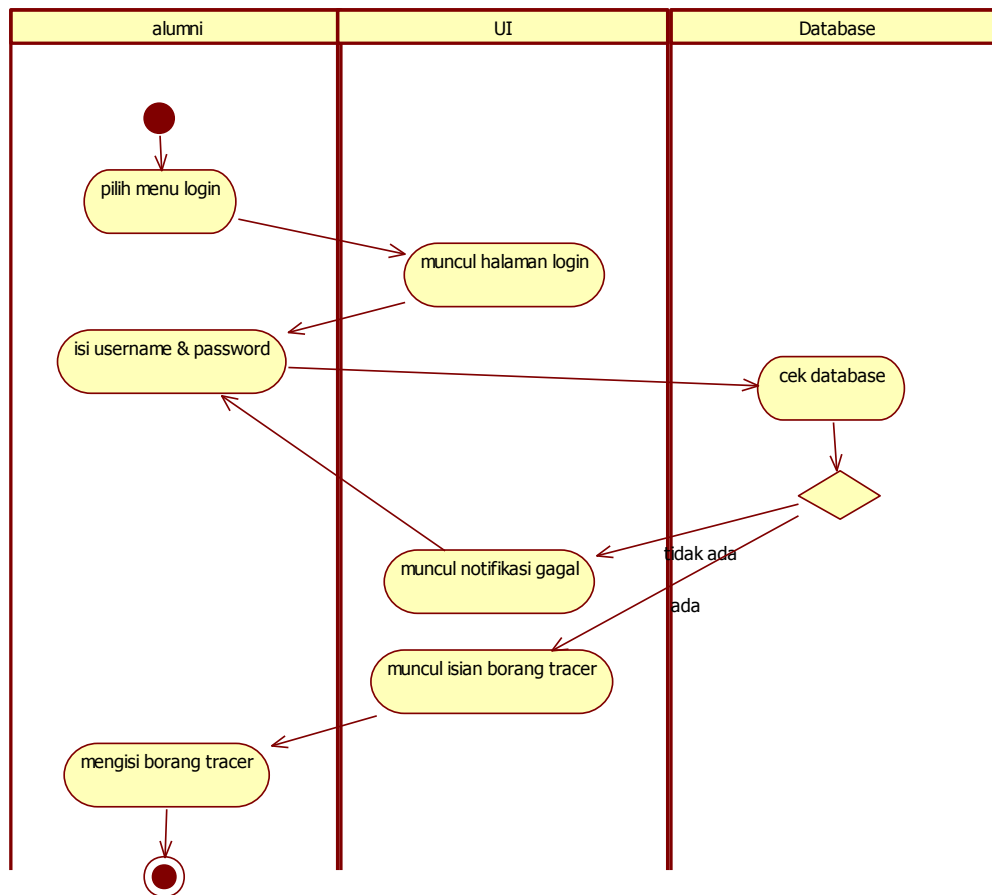 alumni
UI
Database
pilih menu login
muncul halaman login
isi username & password
cek database
tidak ada
muncul notifikasi gagal
ada
muncul isian borang tracer
mengisi borang tracer